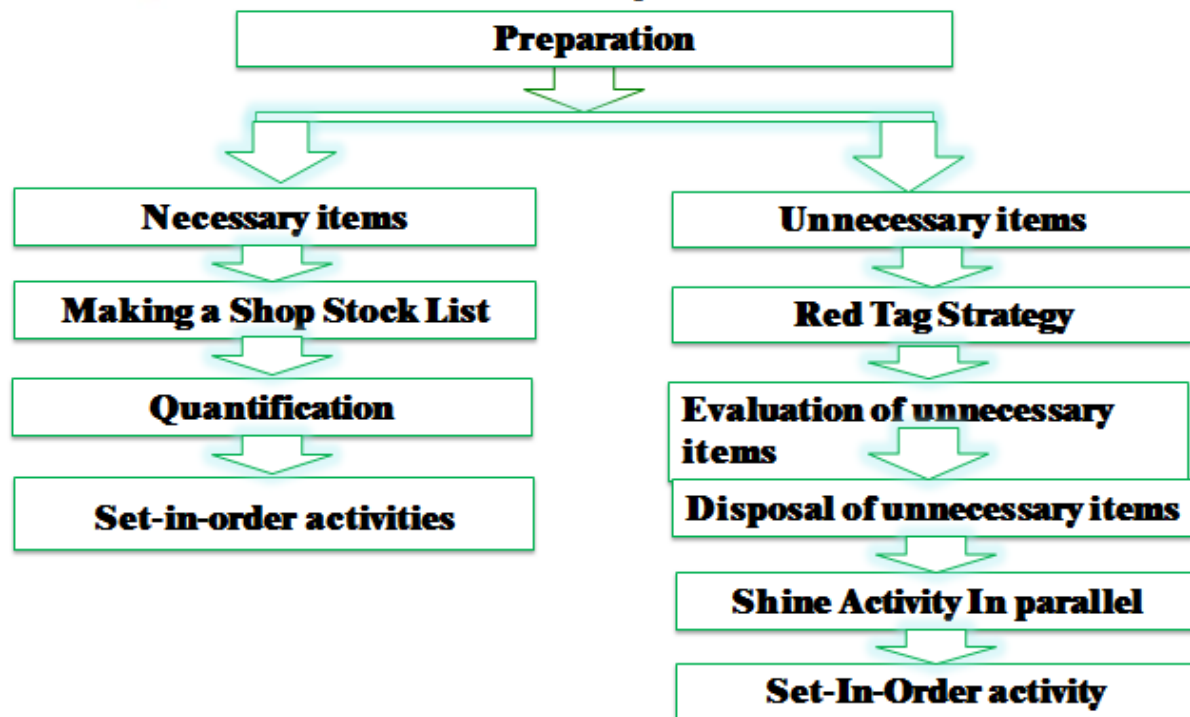 Preparation
Necessary items
Making a Shop Stock List
Quantification
Set-in-order activities
Unnecessary items
Red Tag Strategy
Evaluation of unnecessary
items
Disposal of unnecessary items
Shine Activity In parallel
Set-In-Order activity